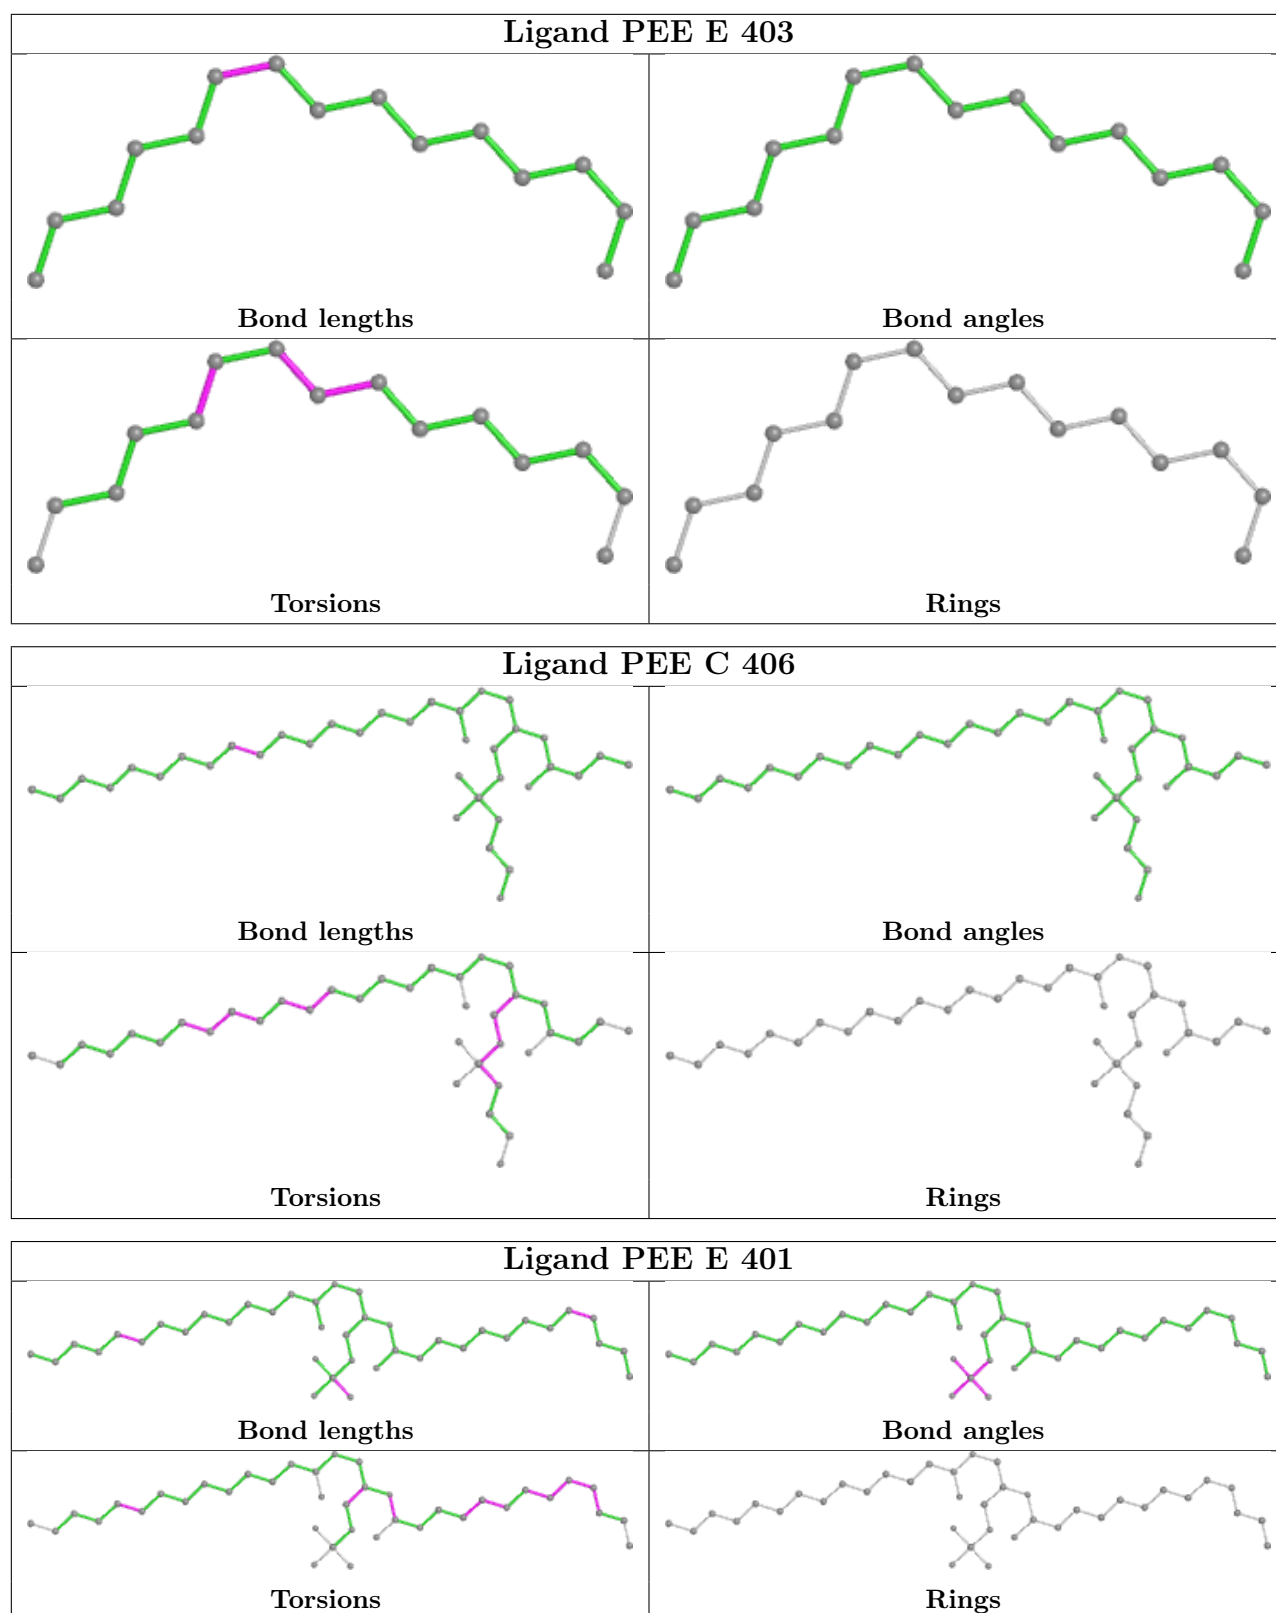 Ligand PEE E 403
Bond lengths
Bond angles
Torsions
Rings
Ligand PEE C 406
Bond lengths
Bond angles
Torsions
Rings
Ligand PEE E 401
Bond lengths
Bond angles
Torsions
Rings